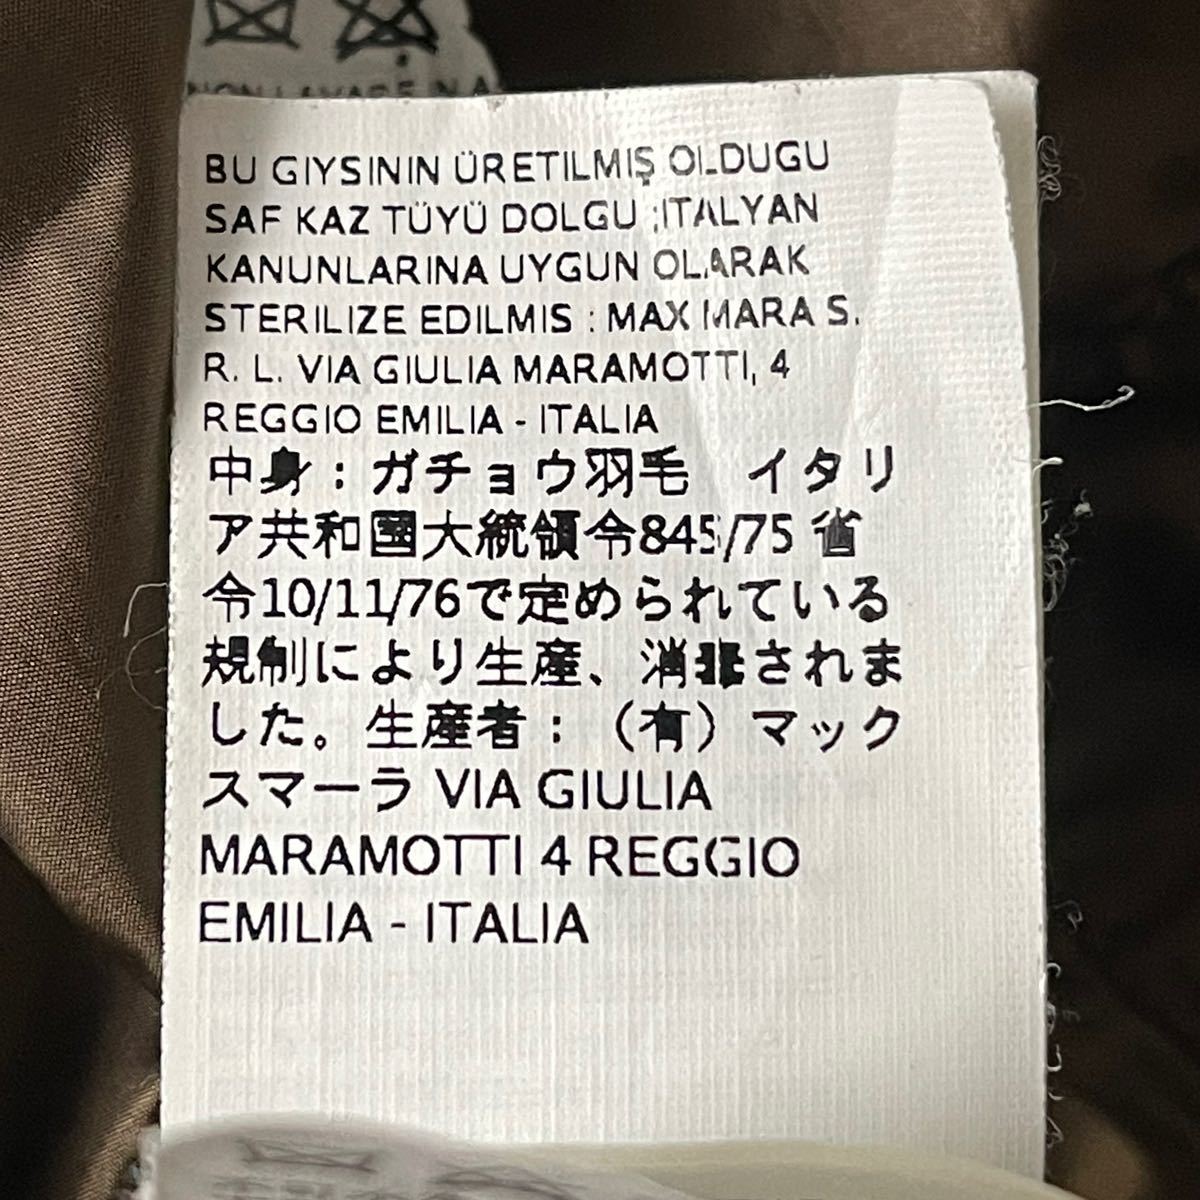 BU GIYSININ ÜRETILMIŞ OLDUGU
SAF KAZ TÜYÜ DOLGU ;ITALYAN
KANUNLARINA UYGUN OLARAK
STERILIZE EDILMIS : MAX MARA S.
R. L. VIA GIULIA MARAMOTTI, 4
REGGIO EMILIA - ITALIA
中身：ガチョウ羽毛　イタリ
ア共和國大統領令845/75 省
令10/11/76で定められている
規制により生産、消非されま
した。生産者：（有）マック
スマーラ VIA GIULIA
MARAMOTTI 4 REGGIO
EMILIA - ITALIA